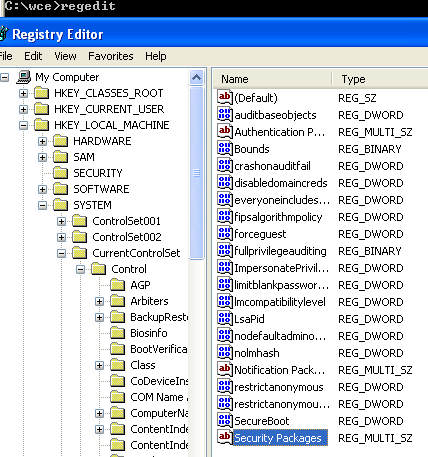 C:\wce>regedit
Registry Editor
File Edit View Favorites Help
My Computer
HKEY_CLASSES_ROOT
HKEY_CURRENT_USER
HKEY_LOCAL_MACHINE
HARDWARE
SAM
SECURITY
SOFTWARE
SYSTEM
ControlSet001
ControlSet002
CurrentControlSet
Control
AGP
Arbiters
BackupResto
Biosinfo
BootVerifica
Class
CoDeviceIns
COM Name A
ComputerNa
ContentInde
ContentInde
Name Type
(Default) REG_SZ
auditbaseobjects REG_DWORD
Authentication P... REG_MULTI_SZ
Bounds REG_BINARY
crashonauditfail REG_DWORD
disabledomaincreds REG_DWORD
everyoneincludes... REG_DWORD
fipsalgorithmpolicy REG_DWORD
forceguest REG_DWORD
fullprivilegeauditing REG_BINARY
ImpersonatePrivil... REG_DWORD
limitblankpasswor... REG_DWORD
lmcompatibilitylevel REG_DWORD
LsaPid REG_DWORD
nodefaultadmino... REG_DWORD
nolmhash REG_DWORD
Notification Pack... REG_MULTI_SZ
restrictanonymous REG_DWORD
restrictanonymou... REG_DWORD
SecureBoot REG_DWORD
Security Packages REG_MULTI_SZ